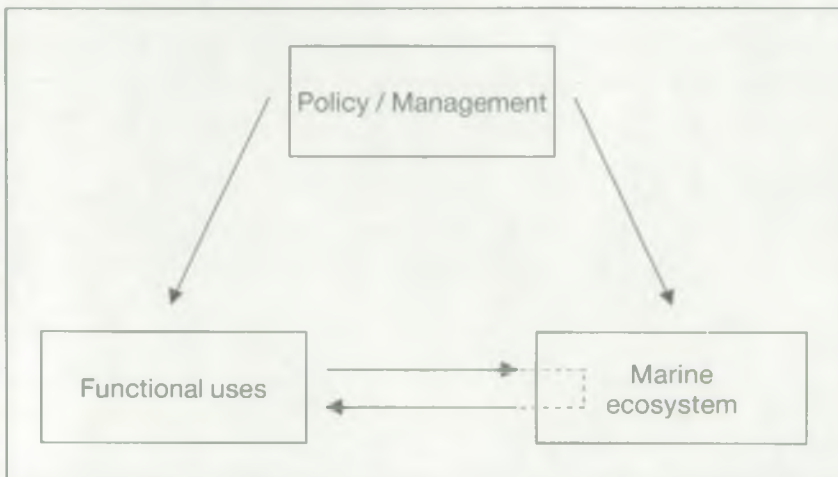 Policy / Management
Functional uses
Marine
ecosystem